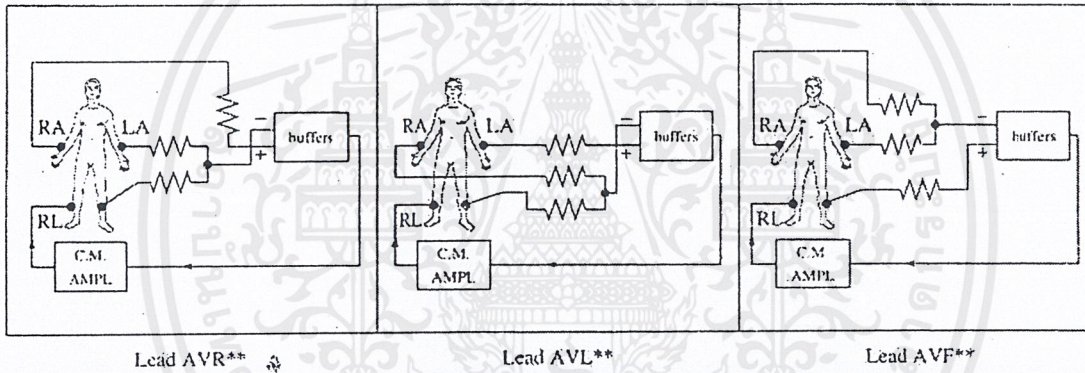 RA LA
−
+
buffers
RL
C.M.
AMPL.
Lead AVR**
RA LA
−
+
buffers
RL
C.M.
AMPL.
Lead AVL**
RA LA
−
+
buffers
RL
C.M
AMPL.
Lead AVF**